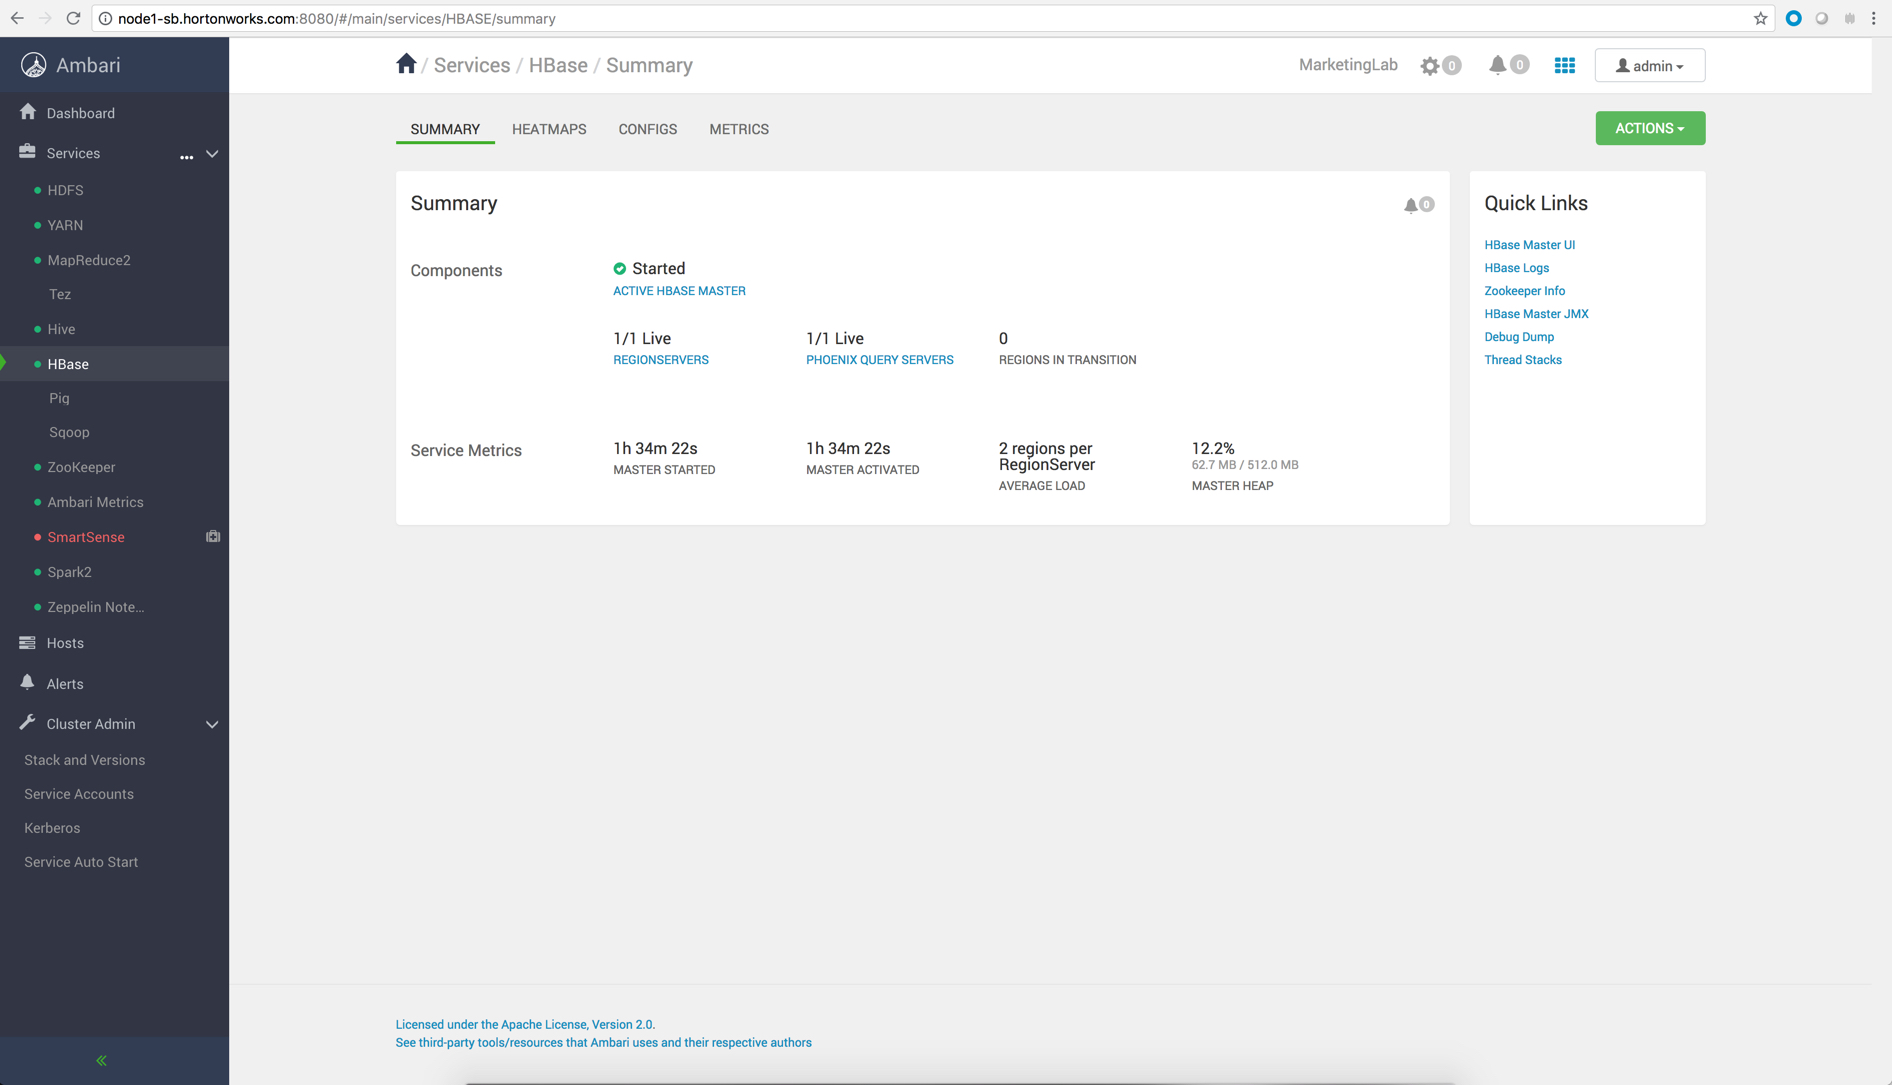 node1-sb.hortonworks.com:8080/#/main/services/HBASE/summary
Ambari
/ Services / HBase / Summary
MarketingLab
0
0
admin
Dashboard
Services
...
HDFS
YARN
MapReduce2
Tez
Hive
HBase
Pig
Sqoop
ZooKeeper
Ambari Metrics
SmartSense
Spark2
Zeppelin Note...
Hosts
Alerts
Cluster Admin
Stack and Versions
Service Accounts
Kerberos
Service Auto Start
SUMMARY HEATMAPS CONFIGS METRICS
ACTIONS
Summary
0
Components
Started
ACTIVE HBASE MASTER
1/1 Live
REGIONSERVERS
1/1 Live
PHOENIX QUERY SERVERS
0
REGIONS IN TRANSITION
Service Metrics
1h 34m 22s
MASTER STARTED
1h 34m 22s
MASTER ACTIVATED
2 regions per
RegionServer
AVERAGE LOAD
12.2%
62.7 MB / 512.0 MB
MASTER HEAP
Quick Links
HBase Master UI
HBase Logs
Zookeeper Info
HBase Master JMX
Debug Dump
Thread Stacks
Licensed under the Apache License, Version 2.0.
See third-party tools/resources that Ambari uses and their respective authors